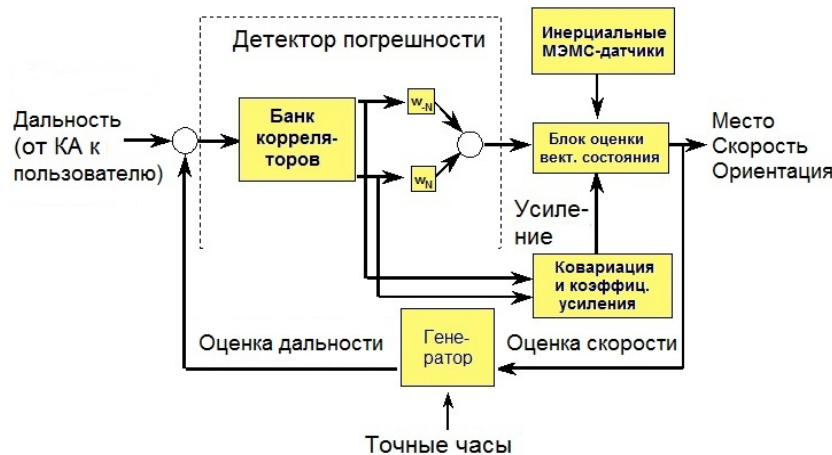 Детектор погрешности
Инерциальные
МЭМС-датчики
Дальность
(от КА к
пользователю)
Банк
корреля-
торов
w-N
wN
Блок оценки
вект. состояния
Место
Скорость
Ориентация
Усиле-
ние
Ковариация
и коэффиц.
усиления
Оценка дальности
Гене-
ратор
Оценка скорости
Точные часы